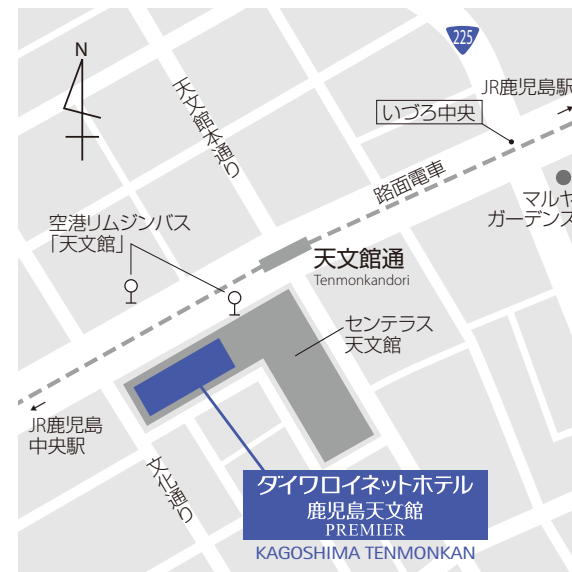 N
225
JR鹿児島駅
いづろ中央
天文館本通り
路面電車
マルヤ
ガーデンズ
空港リムジンバス
「天文館」
天文館通
Tenmonkandori
センテラス
天文館
JR鹿児島
中央駅
文化通り
ダイワロイネットホテル
鹿児島天文館
PREMIER
KAGOSHIMA TENMONKAN